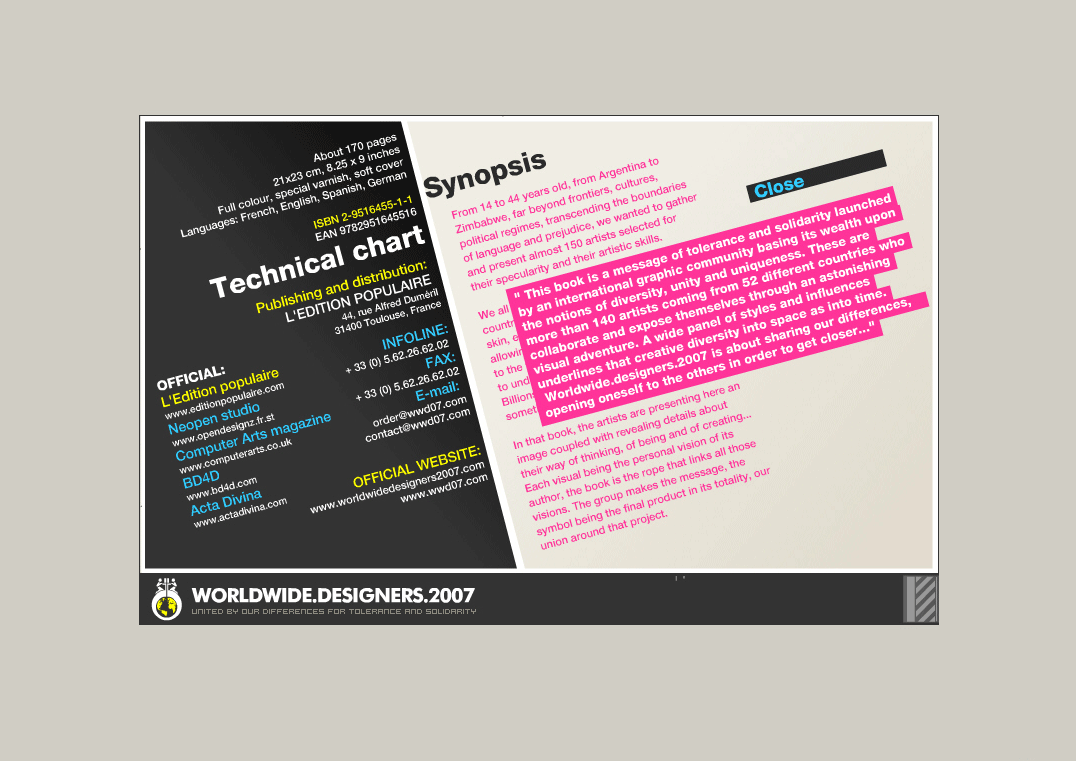 About 170 pages
21x23 cm, 8.25 x 9 inches
Full colour, special varnish, soft cover
Languages: French, English, Spanish, German
ISBN 2-9516455-1-1
EAN 9782951645516
Technical chart
Publishing and distribution:
L'EDITION POPULAIRE
44, rue Alfred Duméril
31400 Toulouse, France
INFOLINE:
+ 33 (0) 5.62.26.62.02
FAX:
+ 33 (0) 5.62.26.62.02
E-mail:
order@wwd07.com
contact@wwd07.com
OFFICIAL WEBSITE:
www.worldwidedesigners2007.com
www.wwd07.com
OFFICIAL:
L'Edition populaire
www.editionpopulaire.com
Neopen studio
www.opendesignz.fr.st
Computer Arts magazine
www.computerarts.co.uk
BD4D
www.bd4d.com
Acta Divina
www.actadivina.com
Synopsis
From 14 to 44 years old, from Argentina to
Zimbabwe, far beyond frontiers, cultures,
political regimes, transcending the boundaries
of language and prejudice, we wanted to gather
and present almost 150 artists selected for
their specularity and their artistic skills.
We all
countr
skin, e
allowin
to the
to und
Billion
somet
Close
" This book is a message of tolerance and solidarity launched
by an international graphic community basing its wealth upon
the notions of diversity, unity and uniqueness. These are
more than 140 artists coming from 52 different countries who
collaborate and expose themselves through an astonishing
visual adventure. A wide panel of styles and influences
underlines that creative diversity into space as into time.
Worldwide.designers.2007 is about sharing our differences,
opening oneself to the others in order to get closer..."
In that book, the artists are presenting here an
image coupled with revealing details about
their way of thinking, of being and of creating...
Each visual being the personal vision of its
author, the book is the rope that links all those
visions. The group makes the message, the
symbol being the final product in its totality, our
union around that project.
WORLDWIDE.DESIGNERS.2007
UNITED BY OUR DIFFERENCES FOR TOLERANCE AND SOLIDARITY